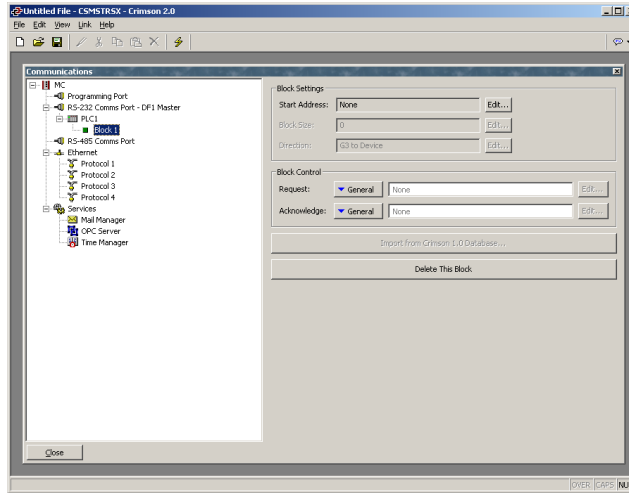 Untitled File - CSMSTRSX - Crimson 2.0
File Edit View Link Help
Communications
MC
Programming Port
RS-232 Comms Port - DF1 Master
PLC1
Block 1
RS-485 Comms Port
Ethernet
Protocol 1
Protocol 2
Protocol 3
Protocol 4
Services
Mail Manager
OPC Server
Time Manager
Block Settings
Start Address: None Edit...
Block Size: 0 Edit...
Direction: G3 to Device Edit...
Block Control
Request: General None Edit...
Acknowledge: General None Edit...
Import from Crimson 1.0 Database...
Delete This Block
Close
OVER CAPS NU